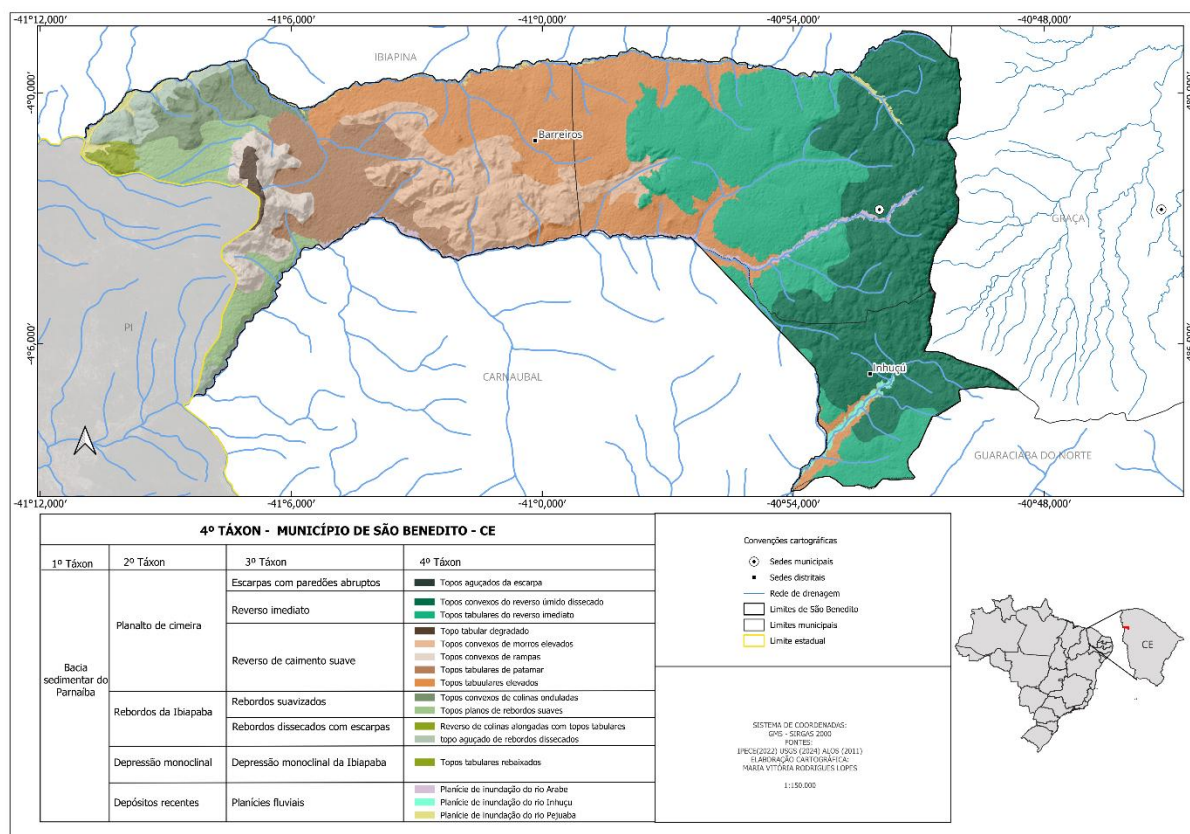 -41°12,000' -41°6,000' -41°0,000' -40°54,000' -40°48,000'
IBIAPINA
-4°0,000'
Barreiros
GRAÇA
PI
-4°6,000'
CARNAUBAL
Inhuçú
GUARACIABA DO NORTE
-41°12,000' -41°6,000' -41°0,000' -40°54,000' -40°48,000'
4º TÁXON - MUNICÍPIO DE SÃO BENEDITO - CE
1º Táxon 2º Táxon 3º Táxon 4º Táxon
Bacia
sedimentar do
Parnaíba
Planalto de cimeira
Escarpas com paredões abruptos
Topos aguçados da escarpa
Reverso imediato
Topos convexos do reverso úmido dissecado
Topos tabulares do reverso imediato
Reverso de caimento suave
Topo tabular degradado
Topos convexos de morros elevados
Topos convexos de rampas
Topos tabulares de patamar
Topos tabuulares elevados
Rebordos da Ibiapaba
Rebordos suavizados
Topos convexos de colinas onduladas
Topos planos de rebordos suaves
Rebordos dissecados com escarpas
Reverso de colinas alongadas com topos tabulares
topo aguçado de rebordos dissecados
Depressão monoclinal
Depressão monoclinal da Ibiapaba
Topos tabulares rebaixados
Depósitos recentes
Planícies fluviais
Planície de inundação do rio Arabe
Planície de inundação do rio Inhuçu
Planície de inundação do rio Pejuaba
Convenções cartográficas
Sedes municipais
Sedes distritais
Rede de drenagem
Limites de São Benedito
Limites municipais
Limite estadual
SISTEMA DE COORDENADAS:
GMS - SIRGAS 2000
FONTES:
IPECE(2022) USGS (2024) ALOS (2011)
ELABORAÇÃO CARTOGRÁFICA:
MARIA VITÓRIA RODRIGUES LOPES
1:150.000
CE